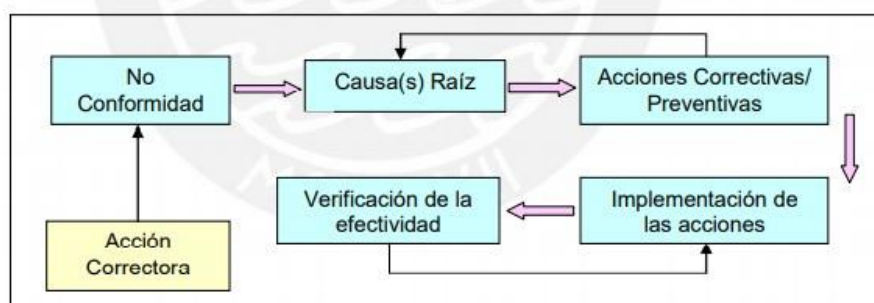 No
Conformidad
Causa(s) Raíz
Acciones Correctivas/
Preventivas
Verificación de la
efectividad
Implementación de
las acciones
Acción
Correctora